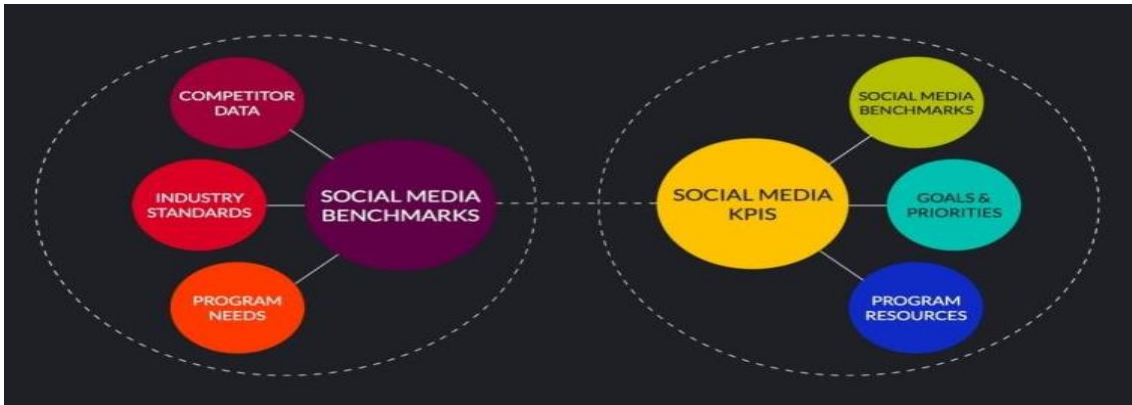 COMPETITOR
DATA
INDUSTRY
STANDARDS
PROGRAM
NEEDS
SOCIAL MEDIA
BENCHMARKS
SOCIAL MEDIA
KPIS
SOCIAL MEDIA
BENCHMARKS
GOALS &
PRIORITIES
PROGRAM
RESOURCES